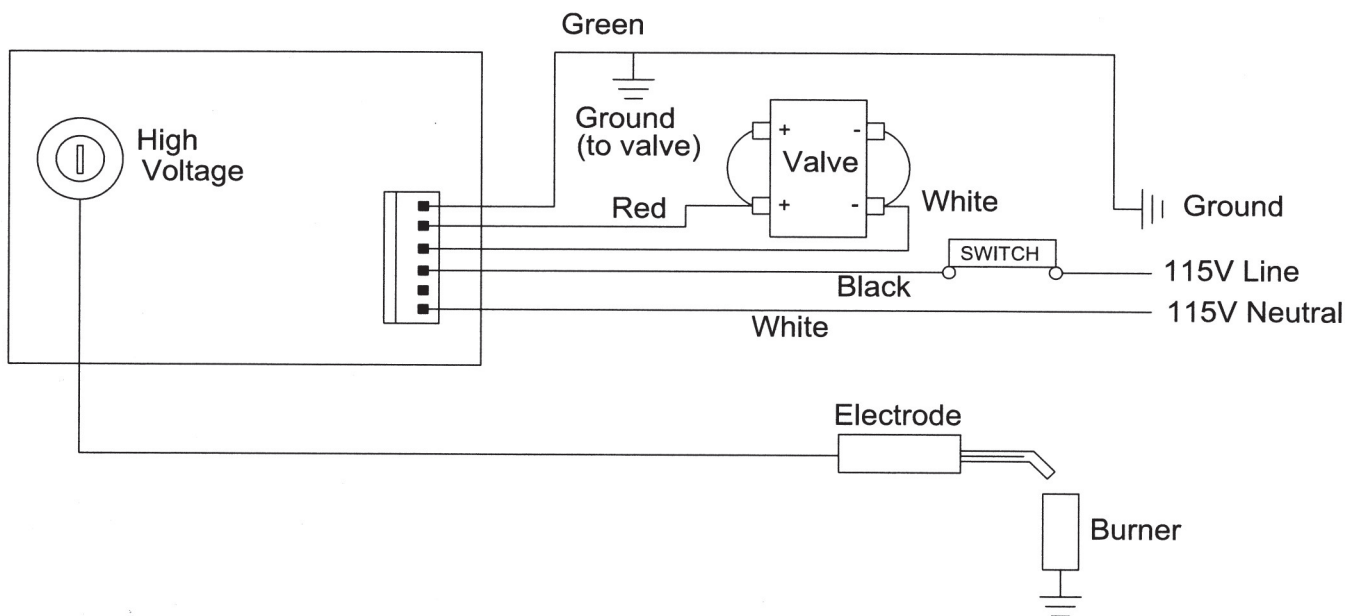 Green
High
Voltage
Ground
(to valve)
+ -
Valve
+ -
Red
White
Ground
SWITCH
115V Line
Black
115V Neutral
White
Electrode
Burner